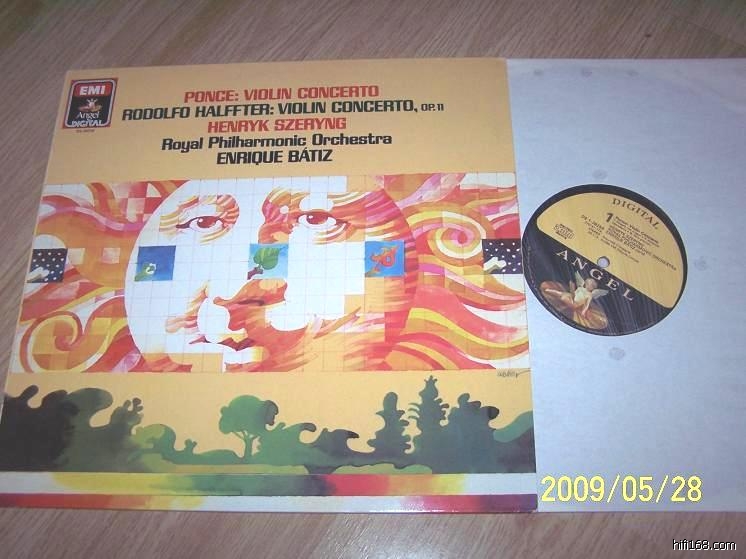 PONCE: VIOLIN CONCERTO
RODOLFO HALFFTER: VIOLIN CONCERTO, OP. 11
HENRYK SZERYNG
Royal Philharmonic Orchestra
ENRIQUE BÁTIZ
EMI
Angel
DIGITAL
DIGITAL
1
ANGEL
2009/05/28
hifi168.com